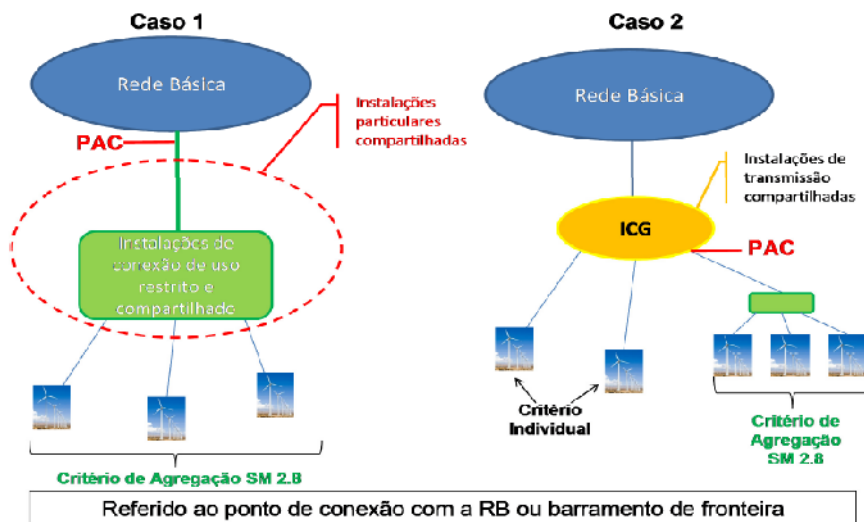 Caso 1
Rede Básica
PAC
Instalações
particulares
compartilhadas
Instalações de
conexão de uso
restrito e
compartilhado
Critério de Agregação SM 2.8
Caso 2
Rede Básica
Instalações de
transmissão
compartilhadas
ICG
PAC
Critério
Individual
Critério de
Agregação
SM 2.8
Referido ao ponto de conexão com a RB ou barramento de fronteira